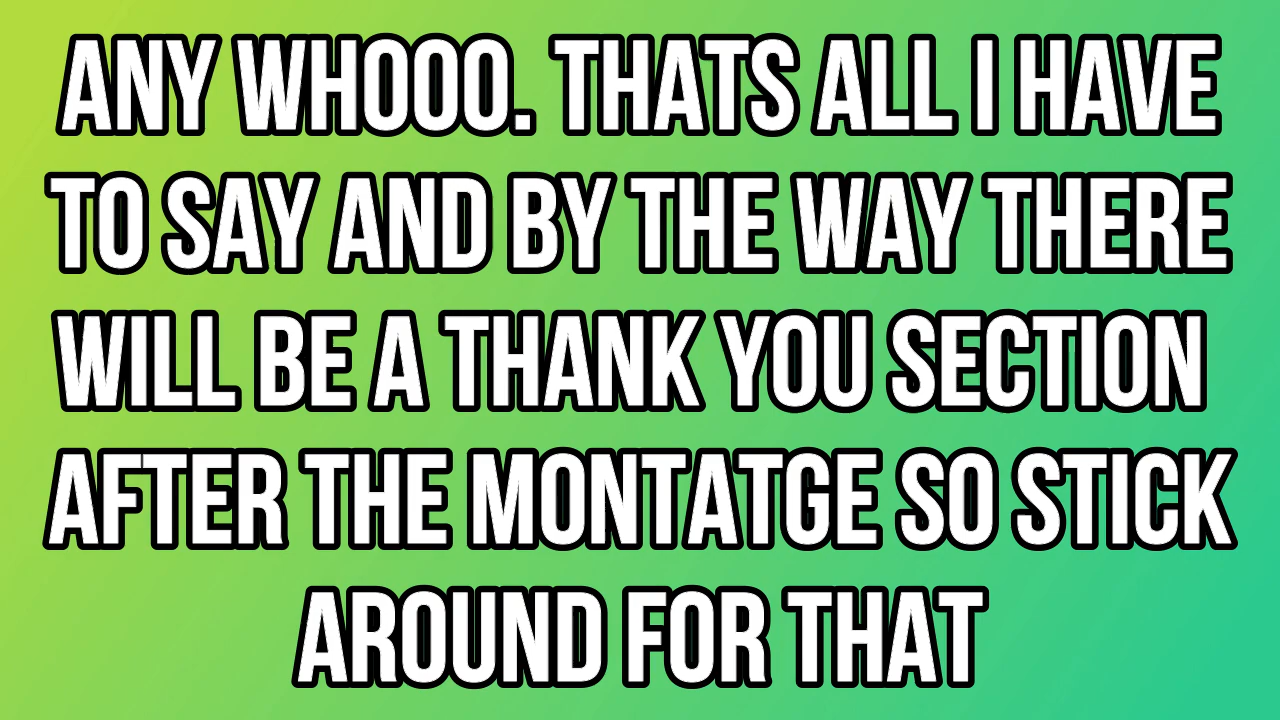 ANY WHOOO. THATS ALL I HAVE
TO SAY AND BY THE WAY THERE
WILL BE A THANK YOU SECTION
AFTER THE MONTATGE SO STICK
AROUND FOR THAT